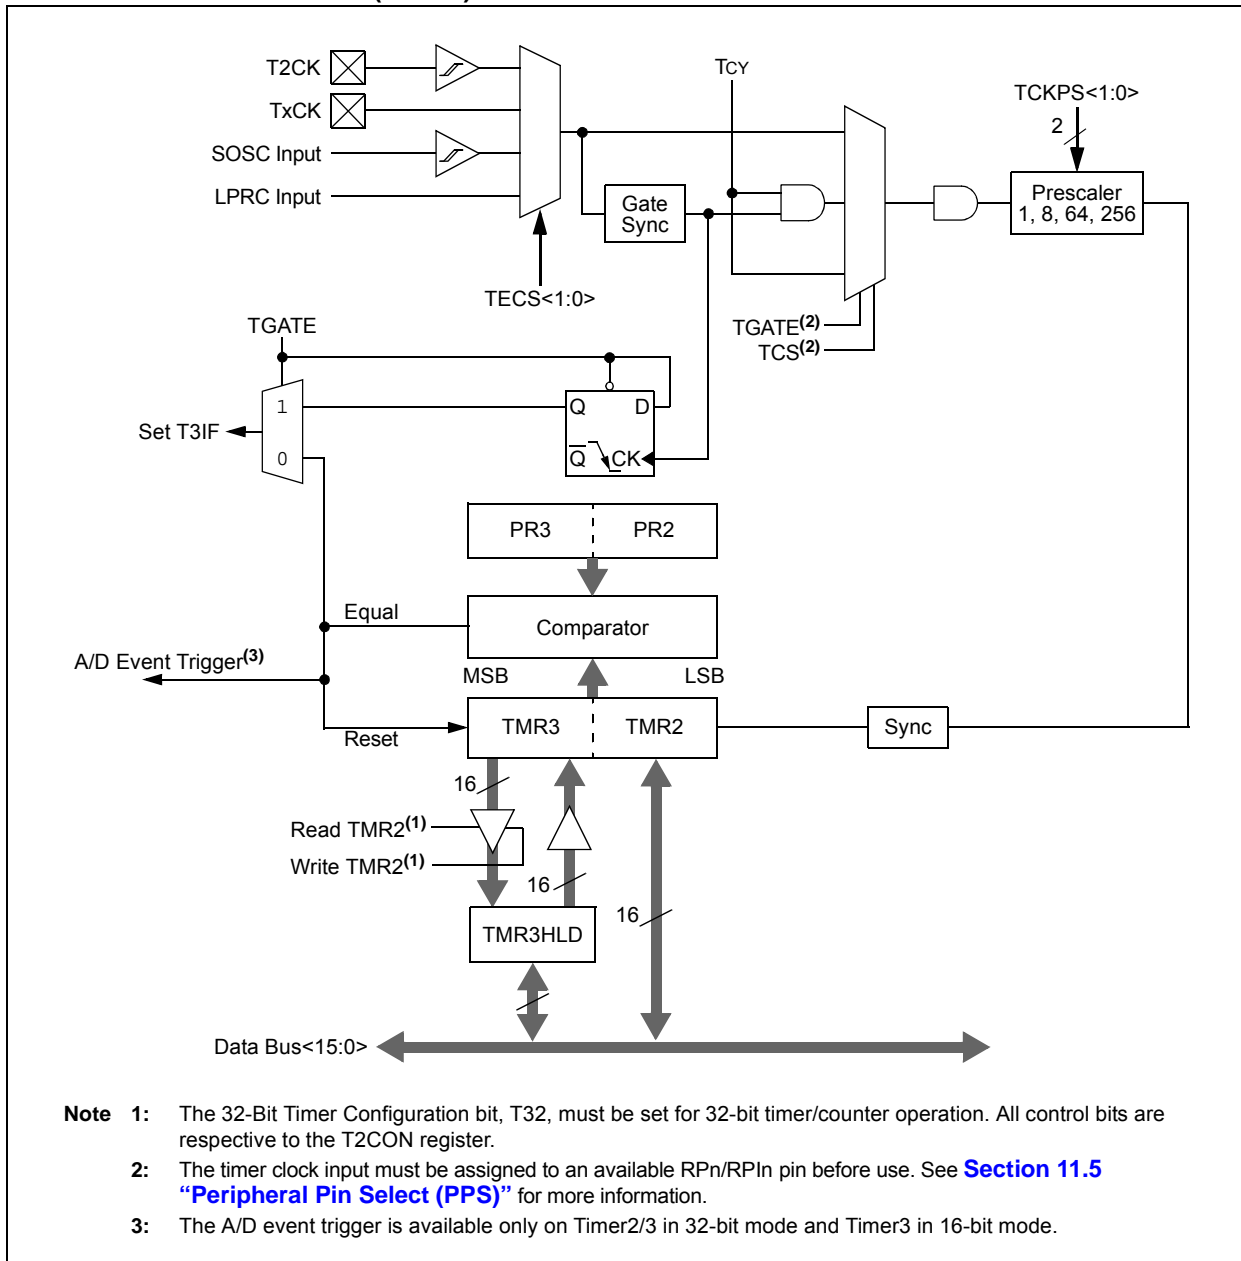 T2CK
TxCK
SOSC Input
LPRC Input
TECS<1:0>
TCY
TCKPS<1:0>
2
Gate
Sync
Prescaler
1, 8, 64, 256
TGATE(2)
TCS(2)
TGATE
1
0
Set T3IF
Q
D
Q
CK
PR3
PR2
Equal
Comparator
A/D Event Trigger(3)
MSB
LSB
Reset
TMR3
TMR2
Sync
16
Read TMR2(1)
Write TMR2(1)
16
16
TMR3HLD
Data Bus<15:0>
Note 1: The 32-Bit Timer Configuration bit, T32, must be set for 32-bit timer/counter operation. All control bits are
respective to the T2CON register.
2: The timer clock input must be assigned to an available RPn/RPIn pin before use. See Section 11.5
“Peripheral Pin Select (PPS)” for more information.
3: The A/D event trigger is available only on Timer2/3 in 32-bit mode and Timer3 in 16-bit mode.